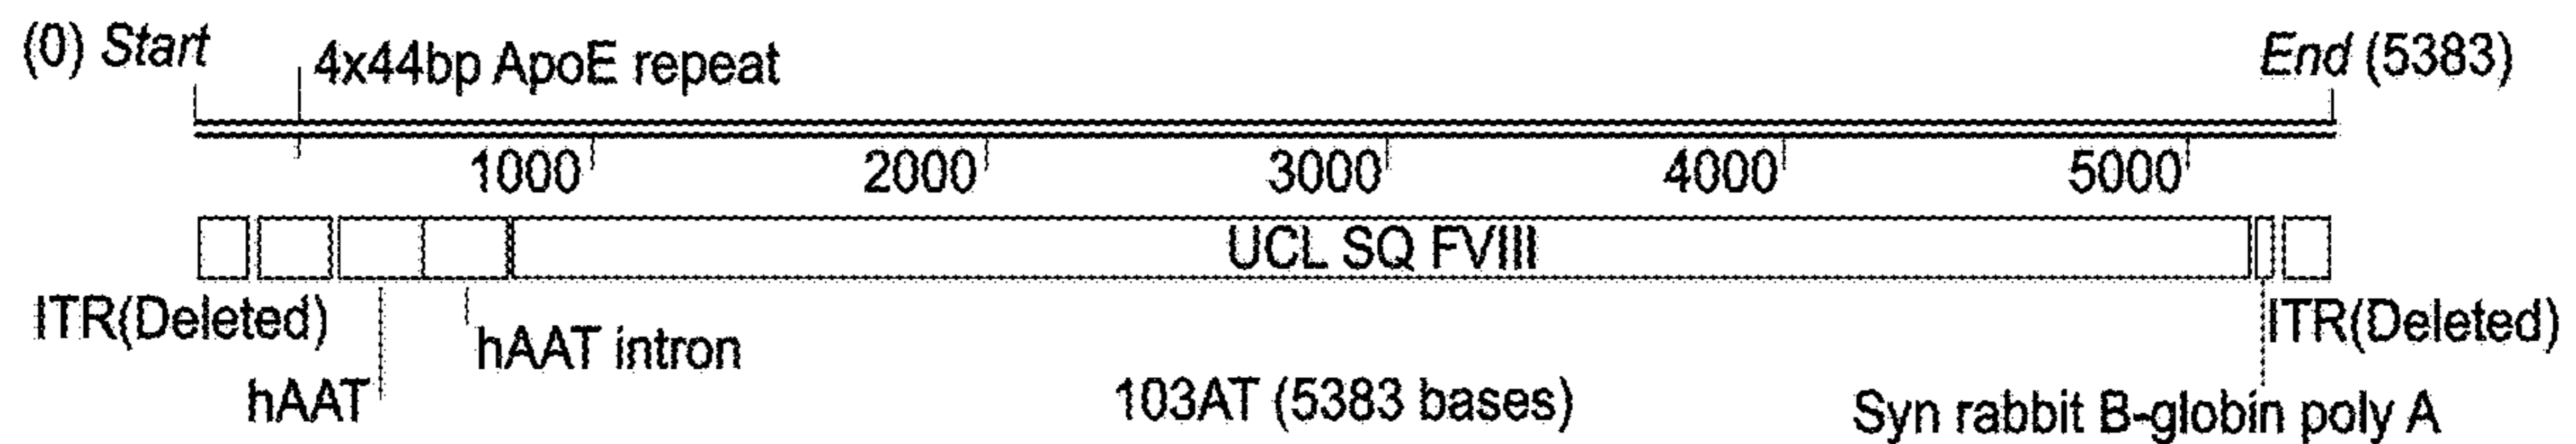 (0) Start
4x44bp ApoE repeat
End (5383)
1000 2000 3000 4000 5000
UCL SQ FVIII
ITR(Deleted)
hAAT intron
ITR(Deleted)
hAAT
103AT (5383 bases)
Syn rabbit B-globin poly A